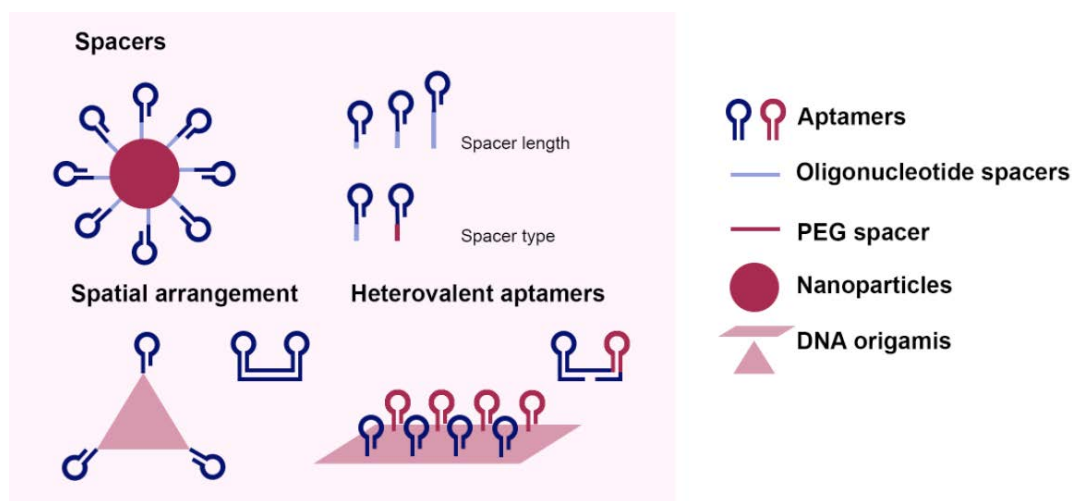 Spacers
Spacer length
Spacer type
Spatial arrangement
Heterovalent aptamers
Aptamers
Oligonucleotide spacers
PEG spacer
Nanoparticles
DNA origamis